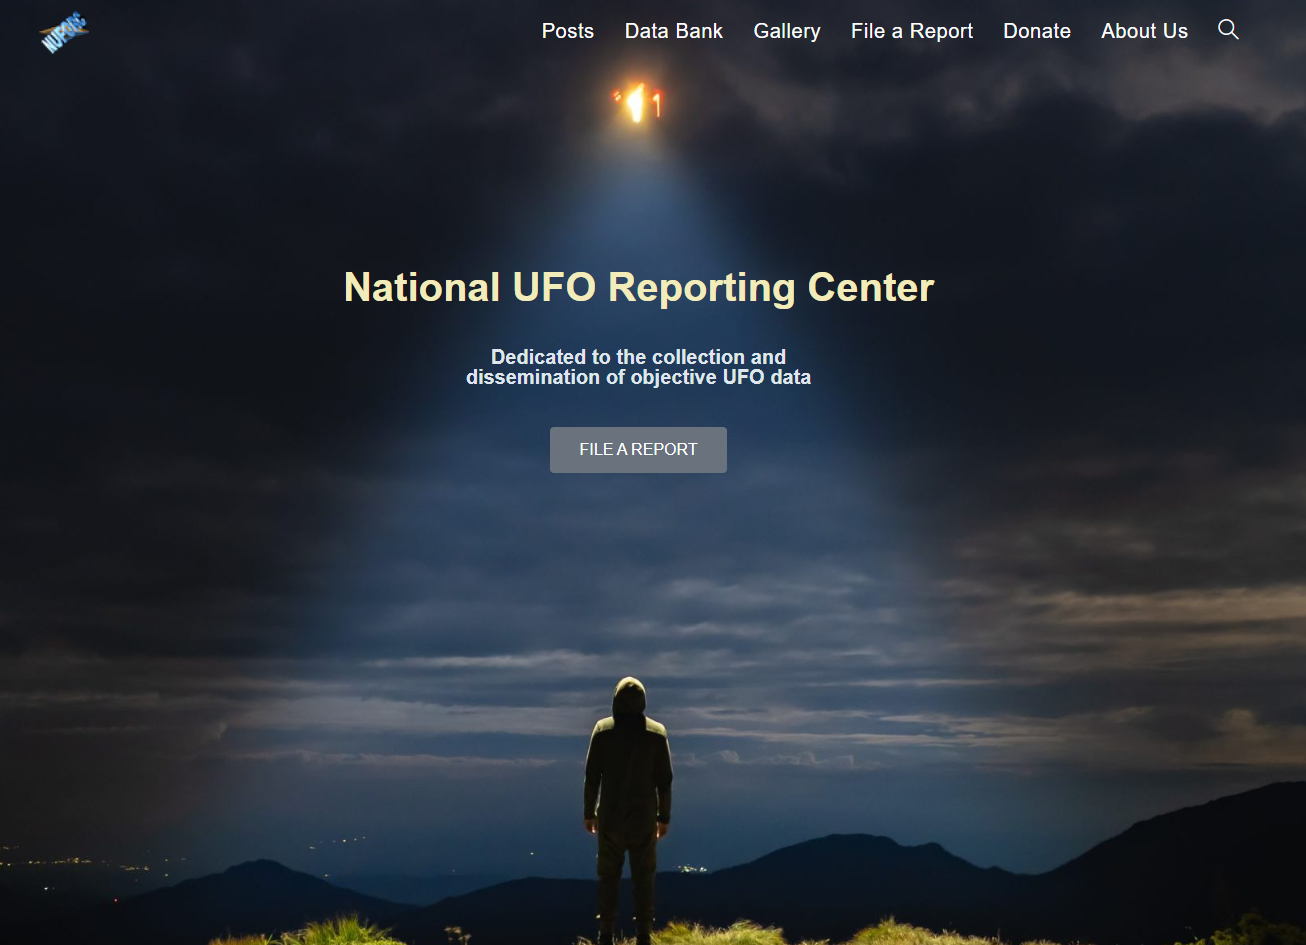 NUFORC
Posts
Data Bank
Gallery
File a Report
Donate
About Us
National UFO Reporting Center
Dedicated to the collection and
dissemination of objective UFO data
FILE A REPORT